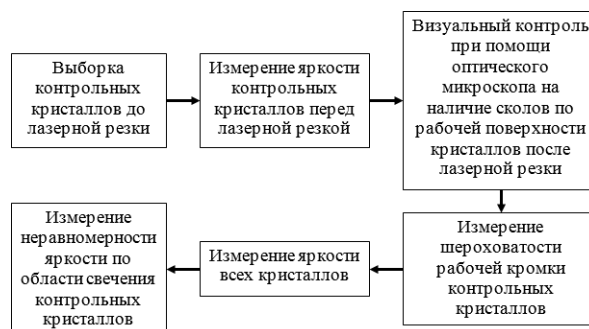 Выборка
контрольных
кристаллов до
лазерной резки
Измерение яркости
контрольных
кристаллов перед
лазерной резкой
Визуальный контроль
при помощи
оптического
микроскопа на
наличие сколов по
рабочей поверхности
кристаллов после
лазерной резки
Измерение
шероховатости
рабочей кромки
контрольных
кристаллов
Измерение яркости
всех кристаллов
Измерение
неравномерности
яркости по
области свечения
контрольных
кристаллов